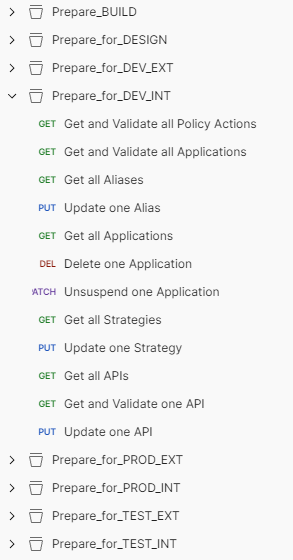 Prepare_BUILD
Prepare_for_DESIGN
Prepare_for_DEV_EXT
Prepare_for_DEV_INT
GET Get and Validate all Policy Actions
GET Get and Validate all Applications
GET Get all Aliases
PUT Update one Alias
GET Get all Applications
DEL Delete one Application
ATCH Unsuspend one Application
GET Get all Strategies
PUT Update one Strategy
GET Get all APIs
GET Get and Validate one API
PUT Update one API
Prepare_for_PROD_EXT
Prepare_for_PROD_INT
Prepare_for_TEST_EXT
Prepare_for_TEST_INT